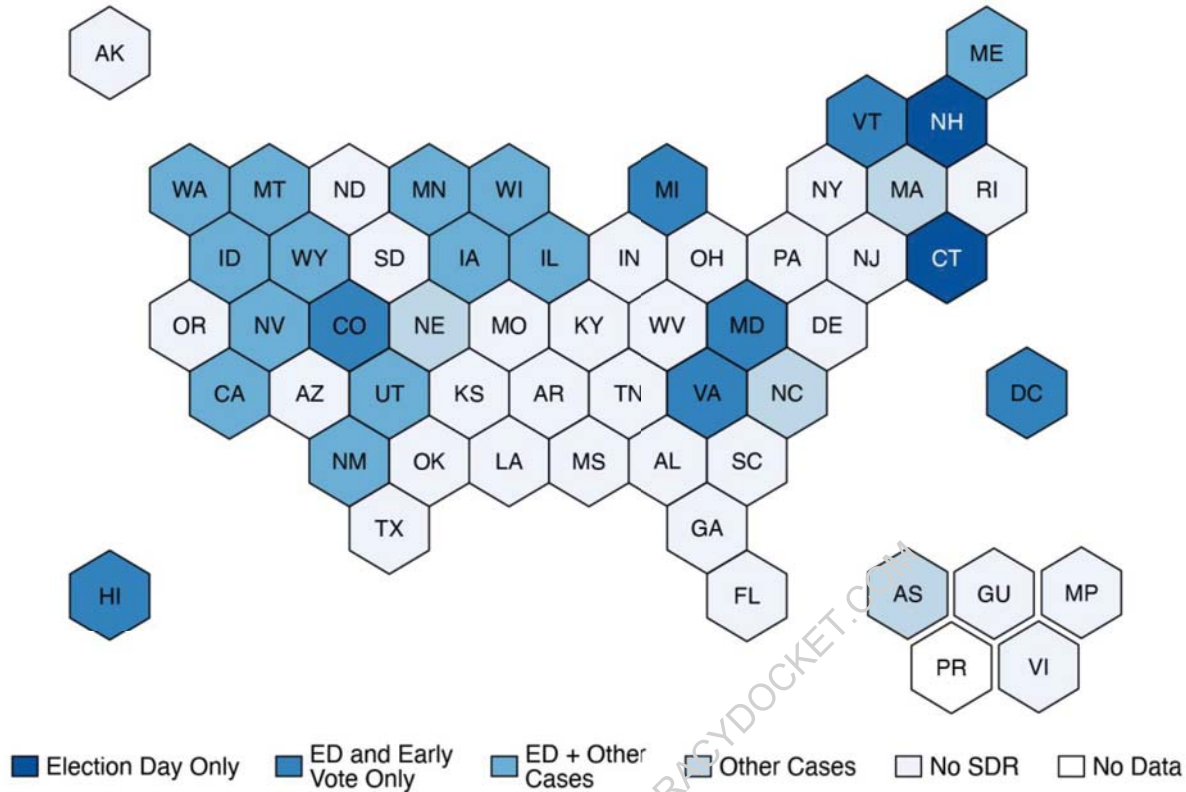 AK
ME
VT NH
WA MT ND MN WI MI NY MA RI
ID WY SD IA IL IN OH PA NJ CT
OR NV CO NE MO KY WV MD DE
CA AZ UT KS AR TN VA NC DC
NM OK LA MS AL SC
TX GA
HI FL AS GU MP
PR VI
RACYDOCKET.COM
Election Day Only
ED and Early
Vote Only
ED + Other
Cases
Other Cases
No SDR
No Data